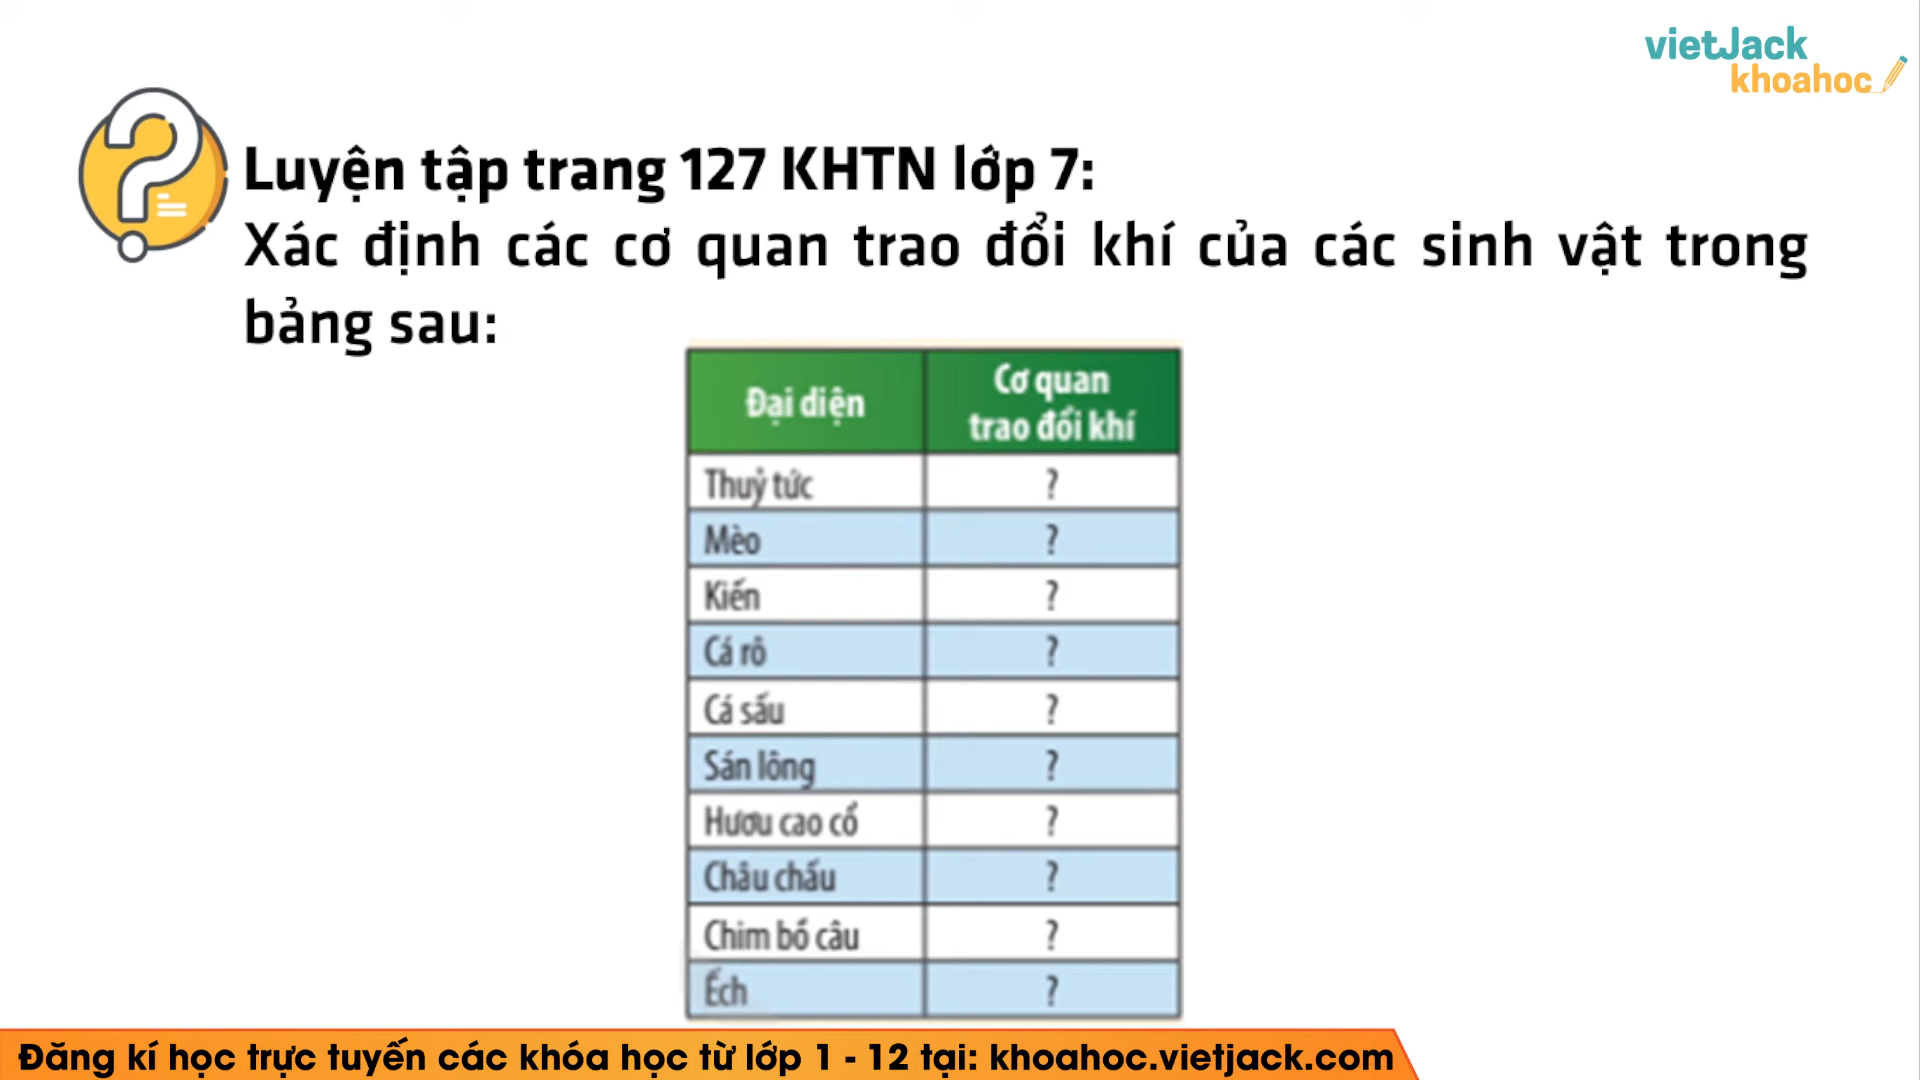 vietJack
khoahoc
Luyện tập trang 127 KHTN lớp 7:
Xác định các cơ quan trao đổi khí của các sinh vật trong
bảng sau:
Đại diện
Cơ quan
trao đổi khí
Thuỷ tức ?
Mèo ?
Kiến ?
Cá rô ?
Cá sấu ?
Sán lông ?
Hươu cao cổ ?
Châu chấu ?
Chim bồ câu ?
Ếch ?
Đăng kí học trực tuyến các khóa học từ lớp 1 - 12 tại: khoahoc.vietjack.com